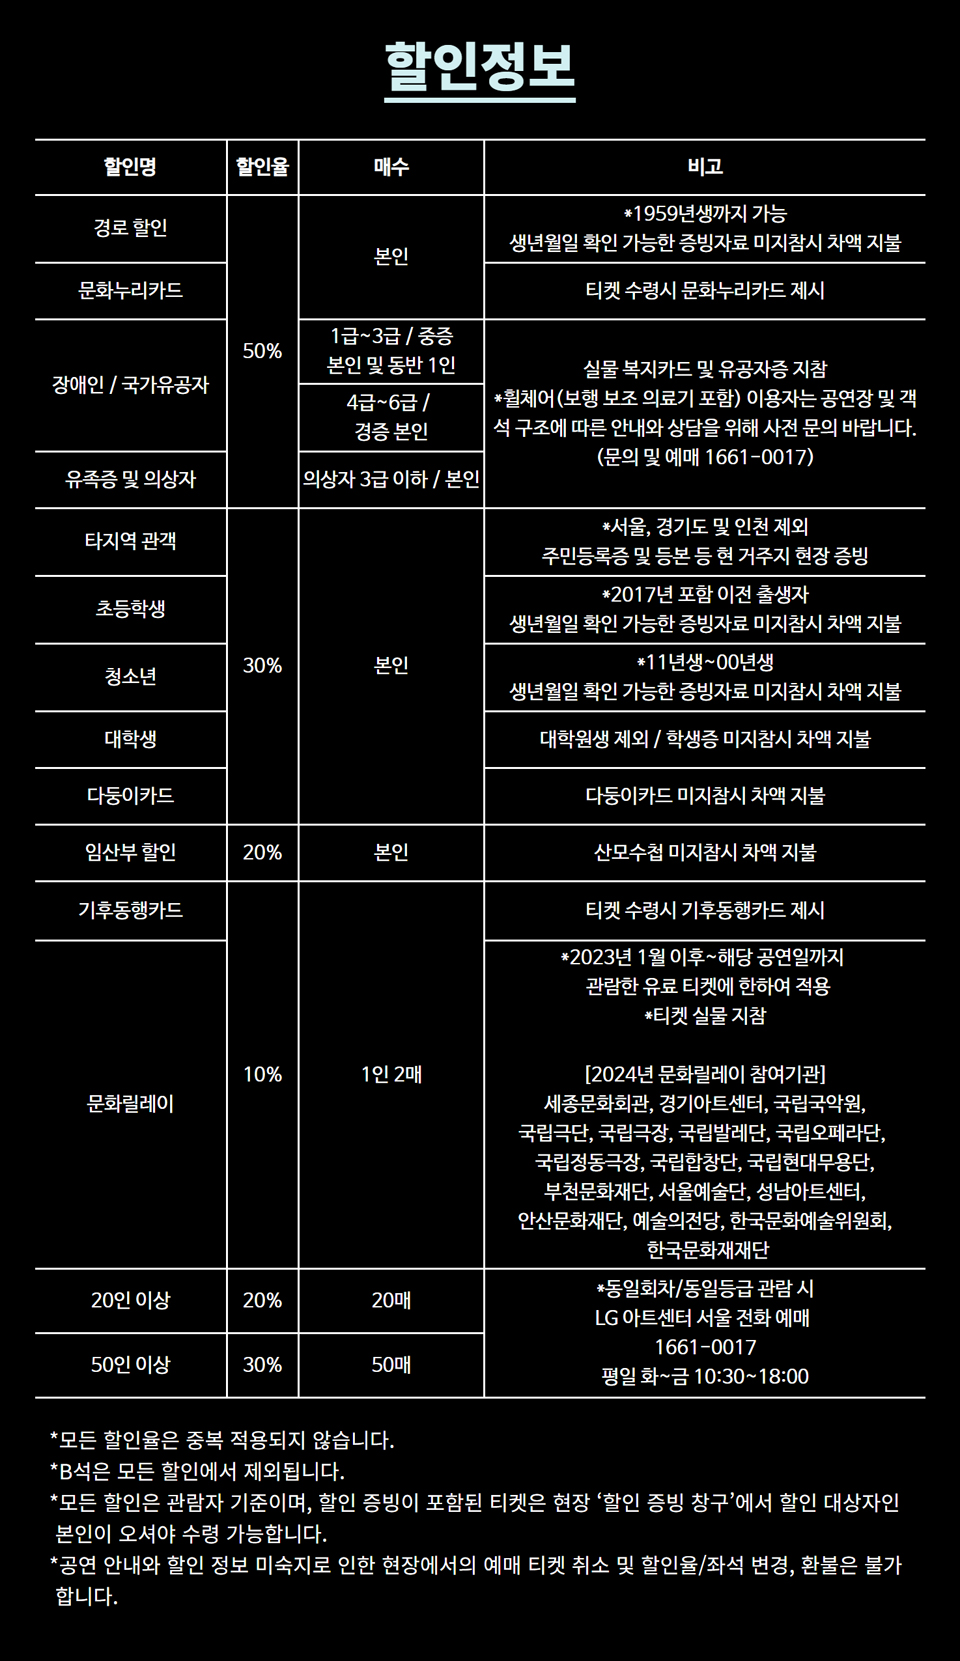 할인정보
할인명 할인율 매수 비고
경로 할인
50%
본인
*1959년생까지 가능
생년월일 확인 가능한 증빙자료 미지참시 차액 지불
문화누리카드
티켓 수령시 문화누리카드 제시
장애인 / 국가유공자
1급~3급 / 중증
본인 및 동반 1인
4급~6급 /
경증 본인
실물 복지카드 및 유공자증 지참
*휠체어(보행 보조 의료기 포함) 이용자는 공연장 및 객
석 구조에 따른 안내와 상담을 위해 사전 문의 바랍니다.
(문의 및 예매 1661-0017)
유족증 및 의상자
의상자 3급 이하 / 본인
타지역 관객
30%
본인
*서울, 경기도 및 인천 제외
주민등록증 및 등본 등 현 거주지 현장 증빙
초등학생
*2017년 포함 이전 출생자
생년월일 확인 가능한 증빙자료 미지참시 차액 지불
청소년
*11년생~00년생
생년월일 확인 가능한 증빙자료 미지참시 차액 지불
대학생
대학원생 제외 / 학생증 미지참시 차액 지불
다둥이카드
다둥이카드 미지참시 차액 지불
임산부 할인 20% 본인 산모수첩 미지참시 차액 지불
기후동행카드
티켓 수령시 기후동행카드 제시
문화릴레이
10%
1인 2매
*2023년 1월 이후~해당 공연일까지
관람한 유료 티켓에 한하여 적용
*티켓 실물 지참
[2024년 문화릴레이 참여기관]
세종문화회관, 경기아트센터, 국립국악원,
국립극단, 국립극장, 국립발레단, 국립오페라단,
국립정동극장, 국립합창단, 국립현대무용단,
부천문화재단, 서울예술단, 성남아트센터,
안산문화재단, 예술의전당, 한국문화예술위원회,
한국문화재재단
20인 이상 20% 20매
50인 이상 30% 50매
*동일회차/동일등급 관람 시
LG 아트센터 서울 전화 예매
1661-0017
평일 화~금 10:30~18:00
*모든 할인율은 중복 적용되지 않습니다.
*B석은 모든 할인에서 제외됩니다.
*모든 할인은 관람자 기준이며, 할인 증빙이 포함된 티켓은 현장 ‘할인 증빙 창구’에서 할인 대상자인
본인이 오셔야 수령 가능합니다.
*공연 안내와 할인 정보 미숙지로 인한 현장에서의 예매 티켓 취소 및 할인율/좌석 변경, 환불은 불가
합니다.